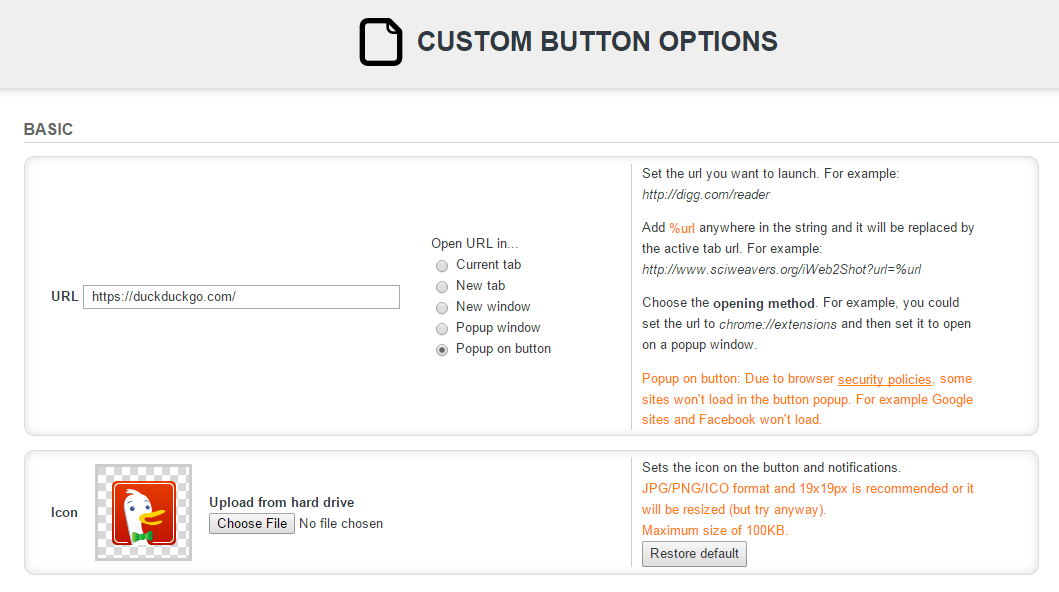 CUSTOM BUTTON OPTIONS
BASIC
URL
https://duckduckgo.com/
Open URL in...
Current tab
New tab
New window
Popup window
Popup on button
Set the url you want to launch. For example:
http://digg.com/reader
Add %url anywhere in the string and it will be replaced by
the active tab url. For example:
http://www.sciweavers.org/iWeb2Shot?url=%url
Choose the opening method. For example, you could
set the url to chrome://extensions and then set it to open
on a popup window.
Popup on button: Due to browser security policies, some
sites won't load in the button popup. For example Google
sites and Facebook won't load.
Icon
Upload from hard drive
Choose File No file chosen
Sets the icon on the button and notifications.
JPG/PNG/ICO format and 19x19px is recommended or it
will be resized (but try anyway).
Maximum size of 100KB.
Restore default